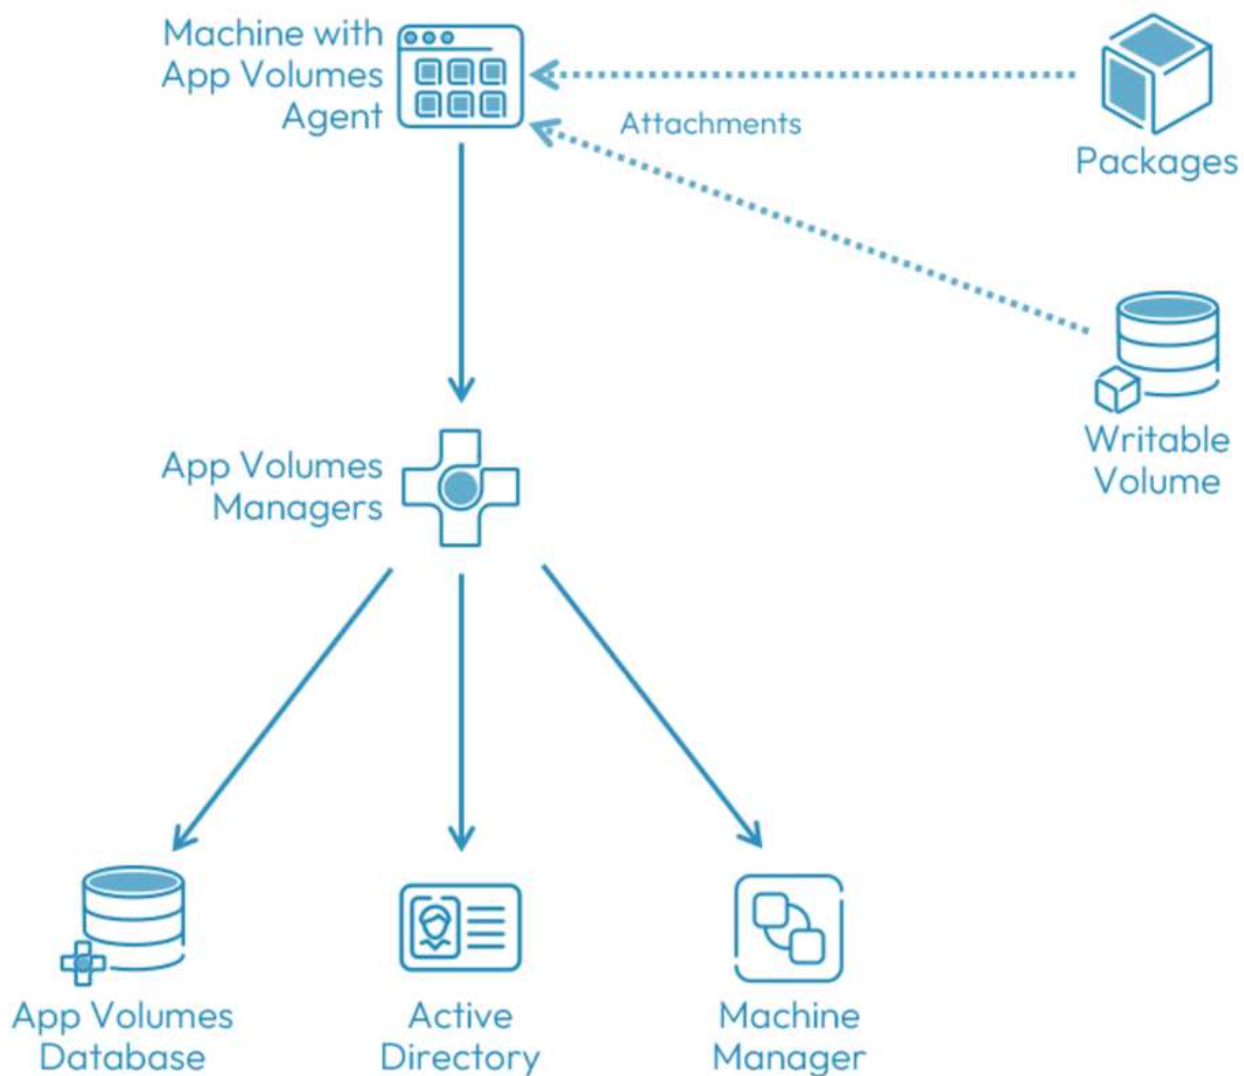 Machine with
App Volumes
Agent
Attachments
Packages
Writable
Volume
App Volumes
Managers
App Volumes
Database
Active
Directory
Machine
Manager